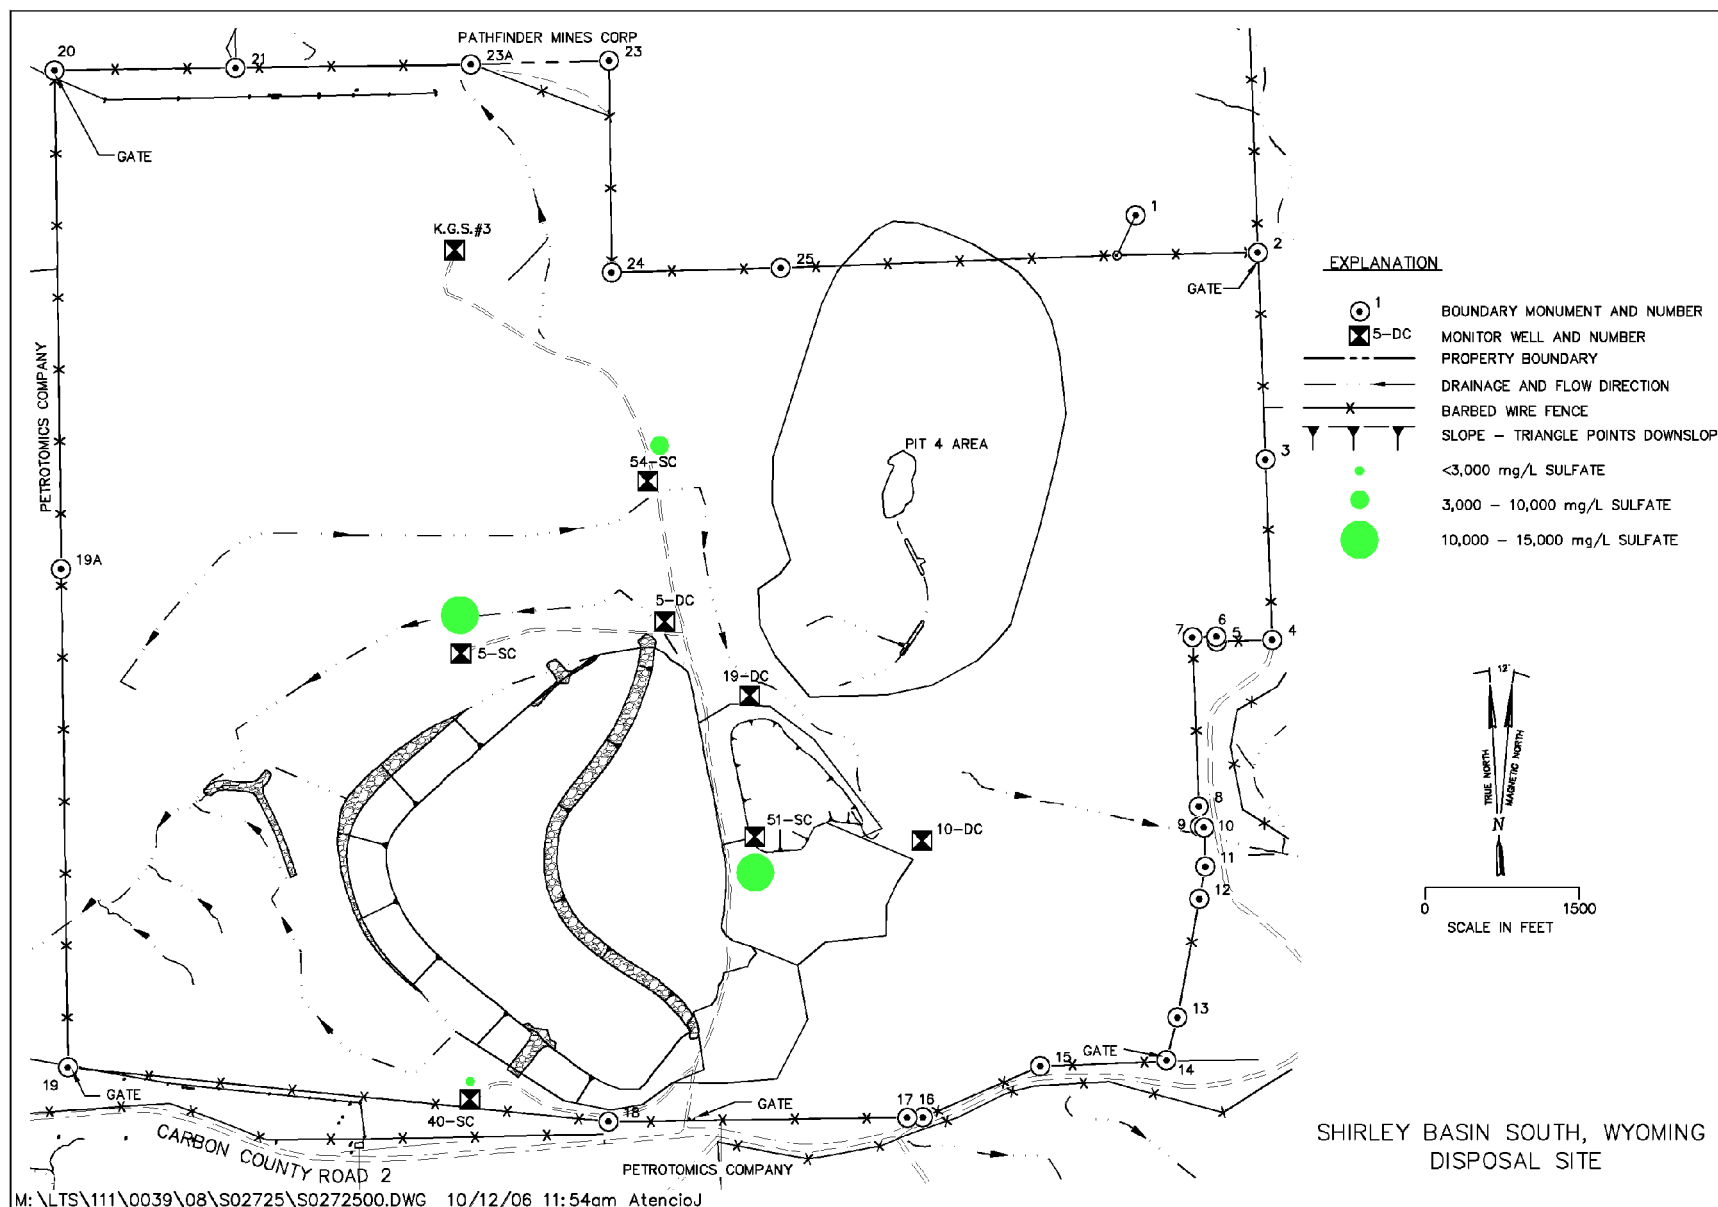 PATHFINDER MINES CORP
20
21
23A
23
GATE
1
K.G.S.#3
2
24
25
GATE
PETROTOMICS COMPANY
EXPLANATION
1
BOUNDARY MONUMENT AND NUMBER
5-DC
MONITOR WELL AND NUMBER
PROPERTY BOUNDARY
DRAINAGE AND FLOW DIRECTION
BARBED WIRE FENCE
SLOPE - TRIANGLE POINTS DOWNSLOP
<3,000 mg/L SULFATE
3,000 - 10,000 mg/L SULFATE
10,000 - 15,000 mg/L SULFATE
PIT 4 AREA
3
54-SC
19A
5-DC
5-SC
7
6
5
4
19-DC
12°
TRUE NORTH
MAGNETIC NORTH
N
8
9
10
51-SC
10-DC
11
12
0
1500
SCALE IN FEET
13
GATE
15
14
19
GATE
40-SC
18
GATE
17
16
CARBON COUNTY ROAD 2
PETROTOMICS COMPANY
SHIRLEY BASIN SOUTH, WYOMING
DISPOSAL SITE
M:\LTS\111\0039\08\S02725\S0272500.DWG 10/12/06 11:54am AtencioJ